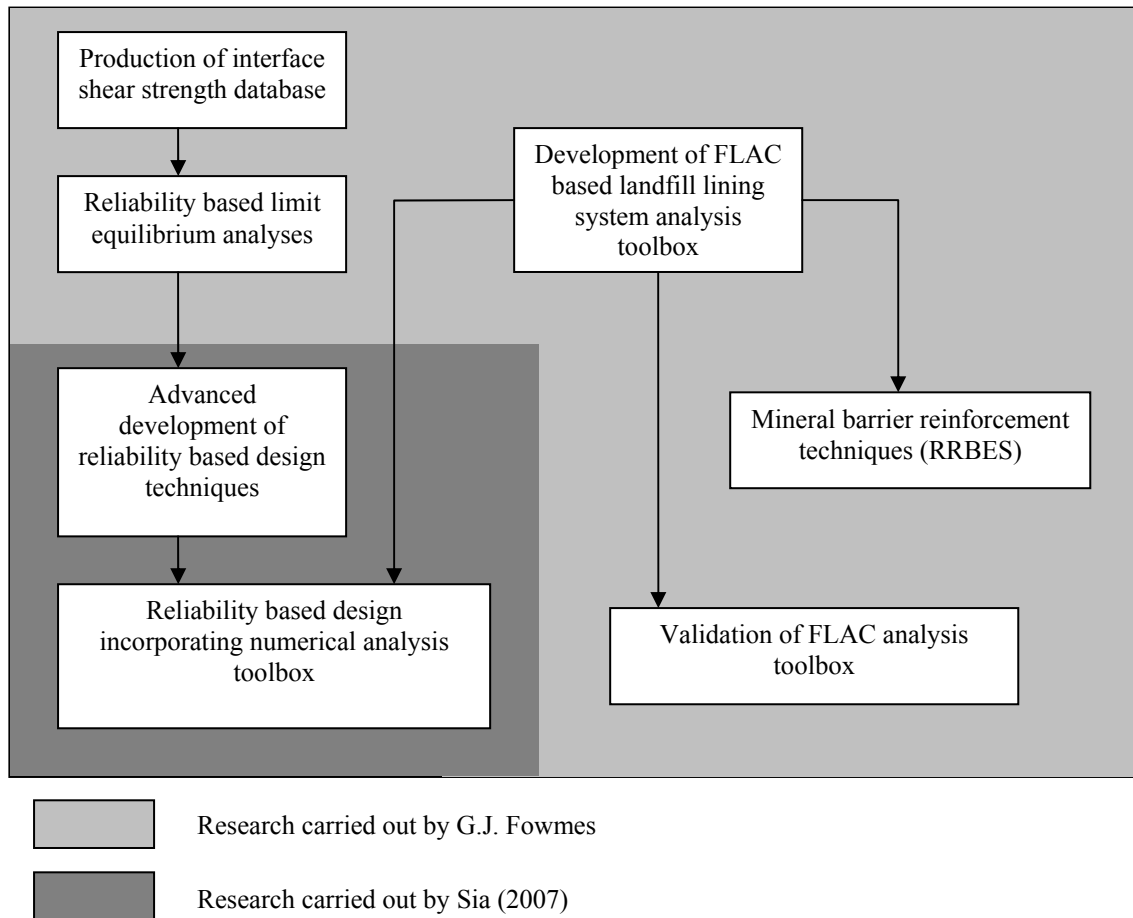 Production of interface
shear strength database
Reliability based limit
equilibrium analyses
Development of FLAC
based landfill lining
system analysis
toolbox
Advanced
development of
reliability based design
techniques
Mineral barrier reinforcement
techniques (RRBES)
Reliability based design
incorporating numerical analysis
toolbox
Validation of FLAC analysis
toolbox
Research carried out by G.J. Fowmes
Research carried out by Sia (2007)